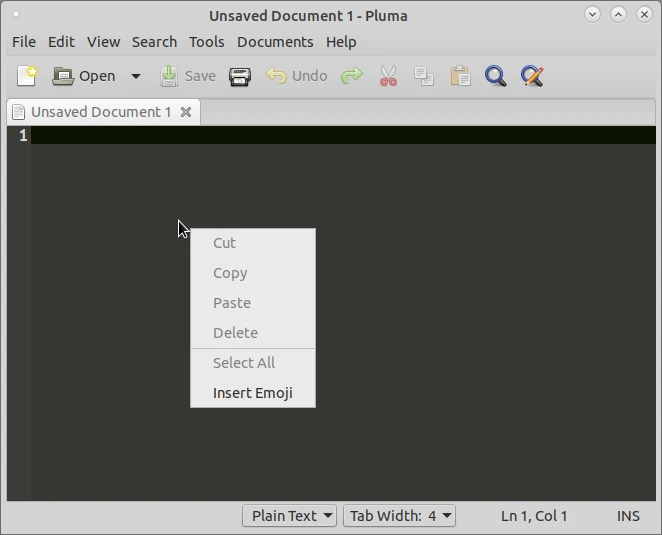 Unsaved Document 1 - Pluma
File Edit View Search Tools Documents Help
Open Save Undo
Unsaved Document 1
1
Cut
Copy
Paste
Delete
Select All
Insert Emoji
Plain Text Tab Width: 4 Ln 1, Col 1 INS